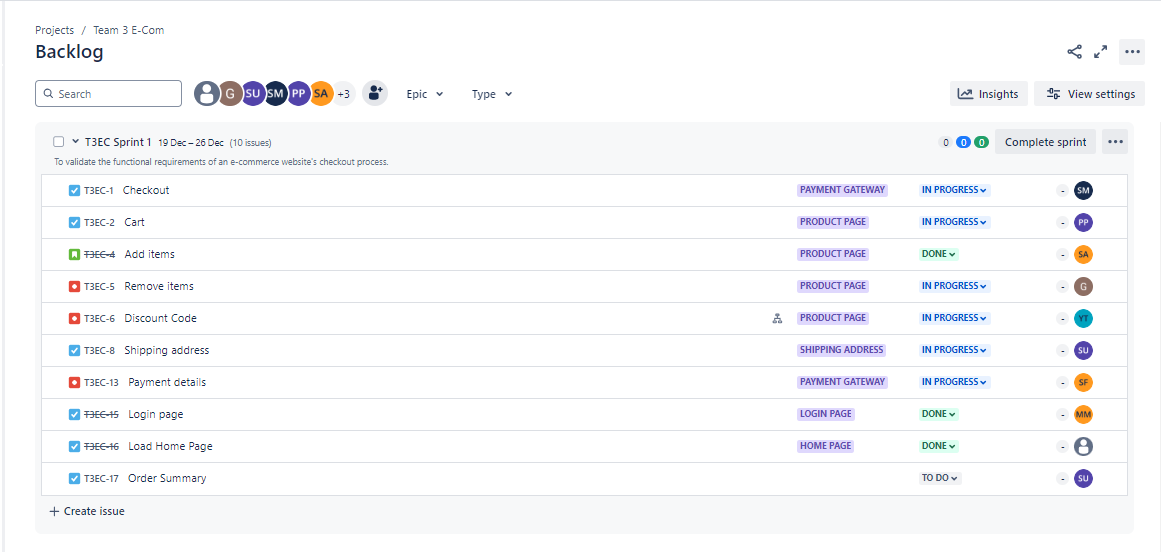 Projects / Team 3 E-Com
Backlog
Search
G SU SM PP SA +3
Epic Type
Insights View settings
T3EC Sprint 1 19 Dec – 26 Dec (10 issues) 0 0 0 Complete sprint
To validate the functional requirements of an e-commerce website's checkout process.
T3EC-1 Checkout PAYMENT GATEWAY IN PROGRESS - SM
T3EC-2 Cart PRODUCT PAGE IN PROGRESS - PP
T3EC-4 Add items PRODUCT PAGE DONE - SA
T3EC-5 Remove items PRODUCT PAGE IN PROGRESS - G
T3EC-6 Discount Code PRODUCT PAGE IN PROGRESS - YT
T3EC-8 Shipping address SHIPPING ADDRESS IN PROGRESS - SU
T3EC-13 Payment details PAYMENT GATEWAY IN PROGRESS - SF
T3EC-15 Login page LOGIN PAGE DONE - MM
T3EC-16 Load Home Page HOME PAGE DONE -
T3EC-17 Order Summary TO DO - SU
+ Create issue